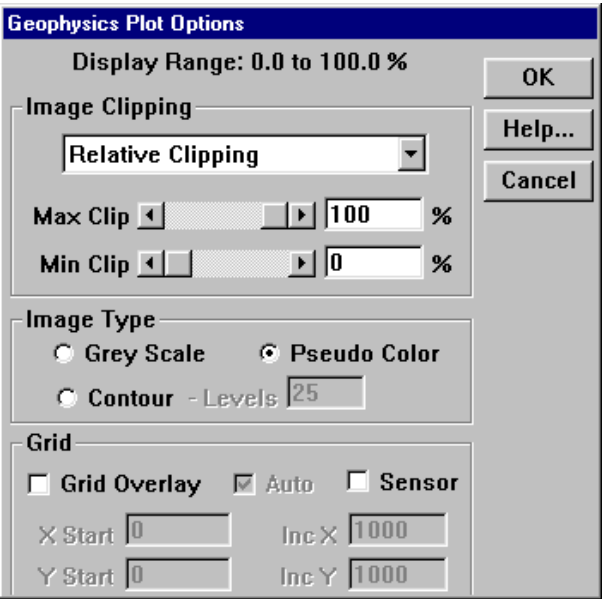 Geophysics Plot Options
Display Range: 0.0 to 100.0 %
OK
Image Clipping
Help...
Relative Clipping
Cancel
Max Clip 100 %
Min Clip 0 %
Image Type
Grey Scale Pseudo Color
Contour - Levels 25
Grid
Grid Overlay Auto Sensor
X Start 0 Inc X 1000
Y Start 0 Inc Y 1000